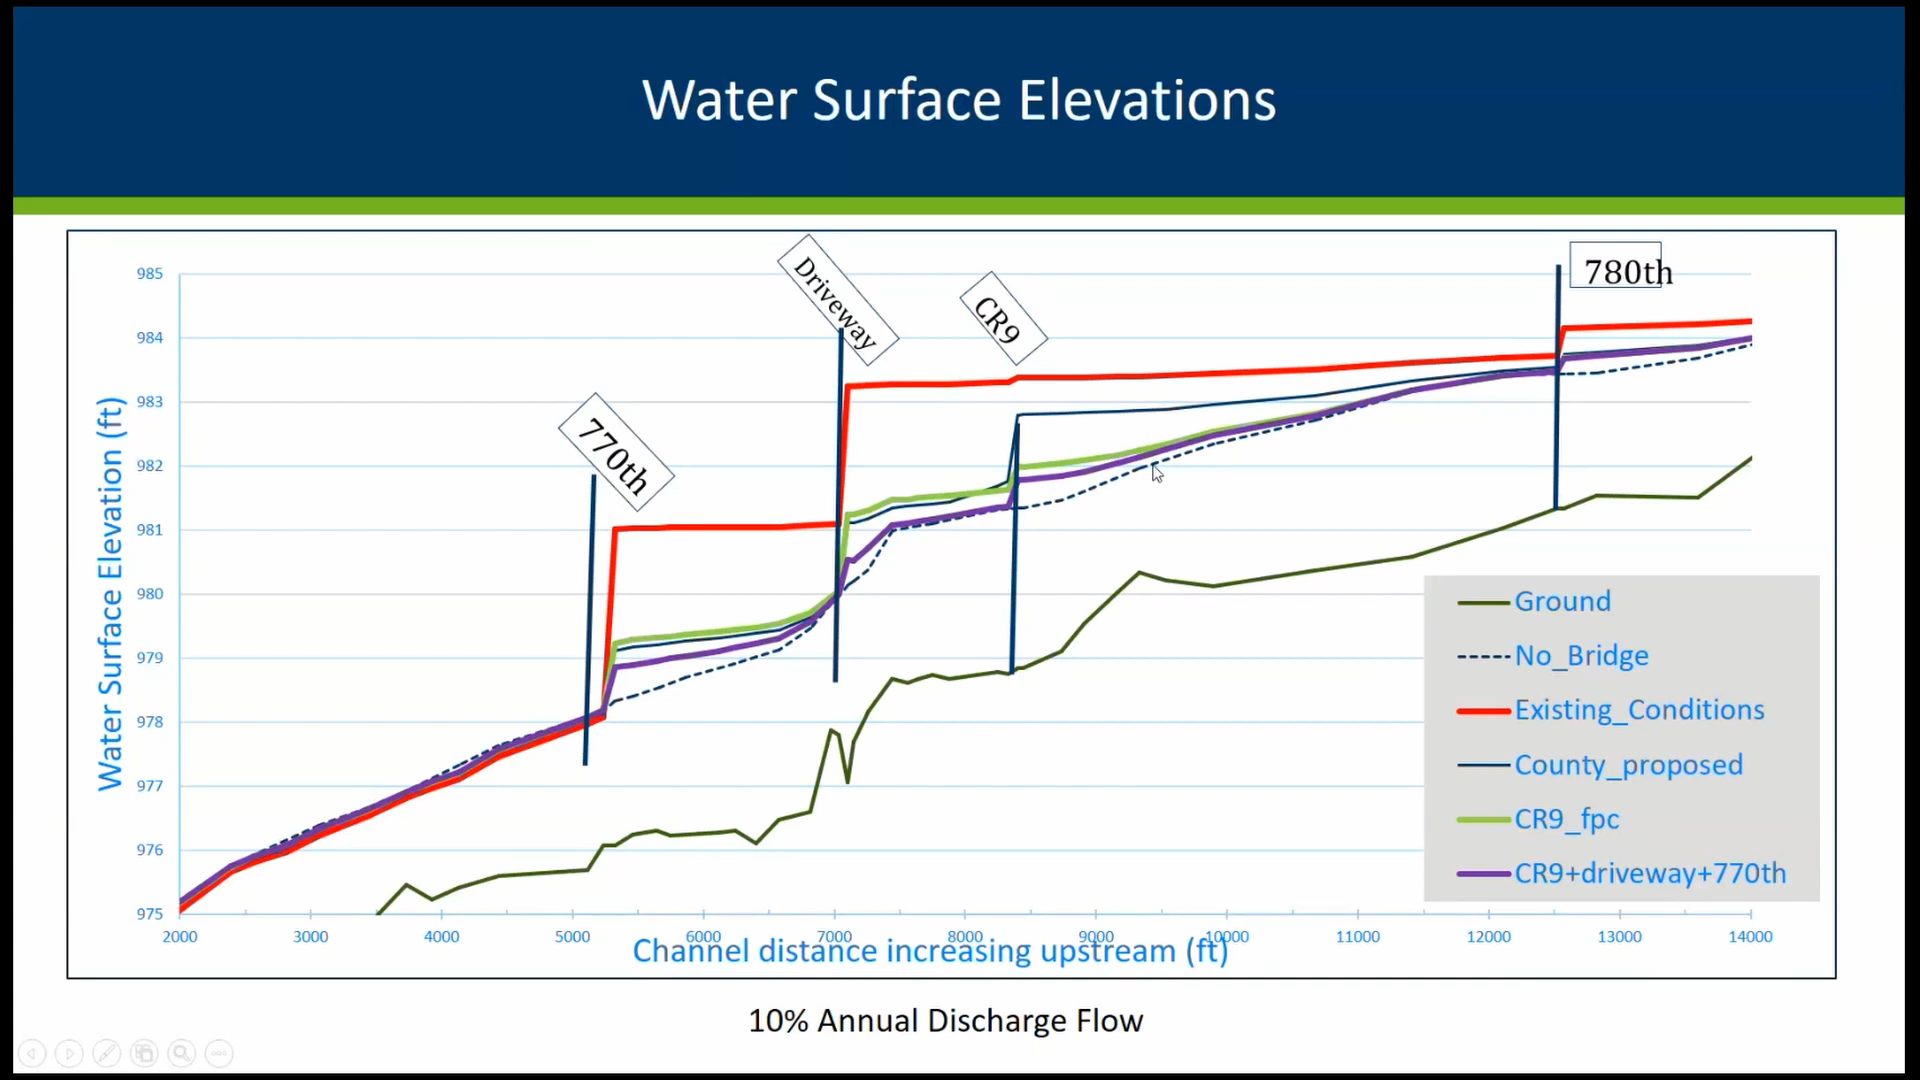 Water Surface Elevations
770th
Driveway
CR9
780th
985
984
983
982
981
980
979
978
977
976
975
Water Surface Elevation (ft)
2000 3000 4000 5000 6000 7000 8000 9000 10000 11000 12000 13000 14000
Channel distance increasing upstream (ft)
Ground
No_Bridge
Existing_Conditions
County_proposed
CR9_fpc
CR9+driveway+770th
10% Annual Discharge Flow